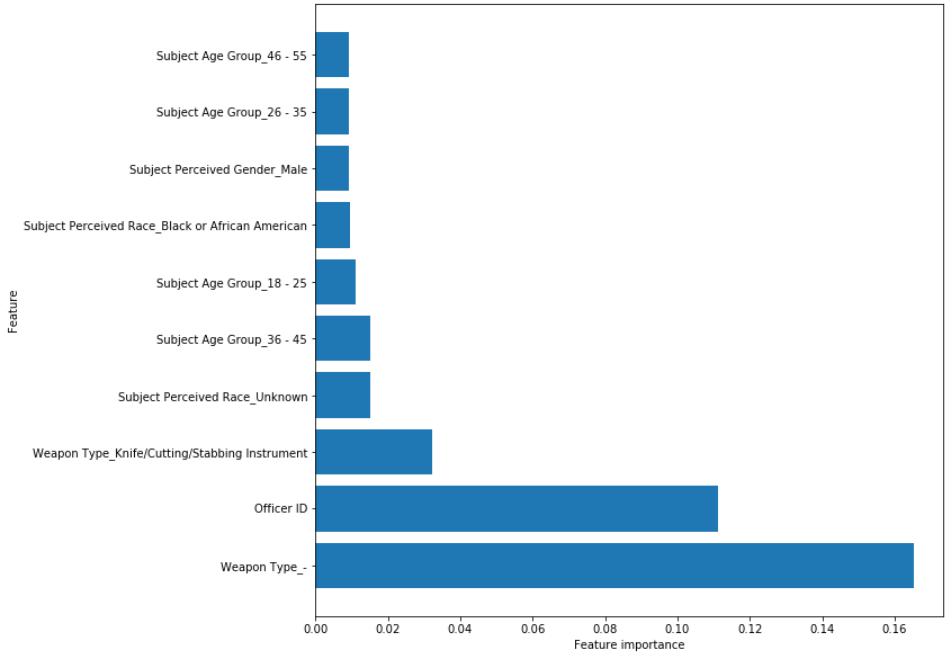 Subject Age Group_46 - 55
Subject Age Group_26 - 35
Subject Perceived Gender_Male
Subject Perceived Race_Black or African American
Subject Age Group_18 - 25
Subject Age Group_36 - 45
Subject Perceived Race_Unknown
Weapon Type_Knife/Cutting/Stabbing Instrument
Officer ID
Weapon Type_-
Feature
0.00 0.02 0.04 0.06 0.08 0.10 0.12 0.14 0.16
Feature importance